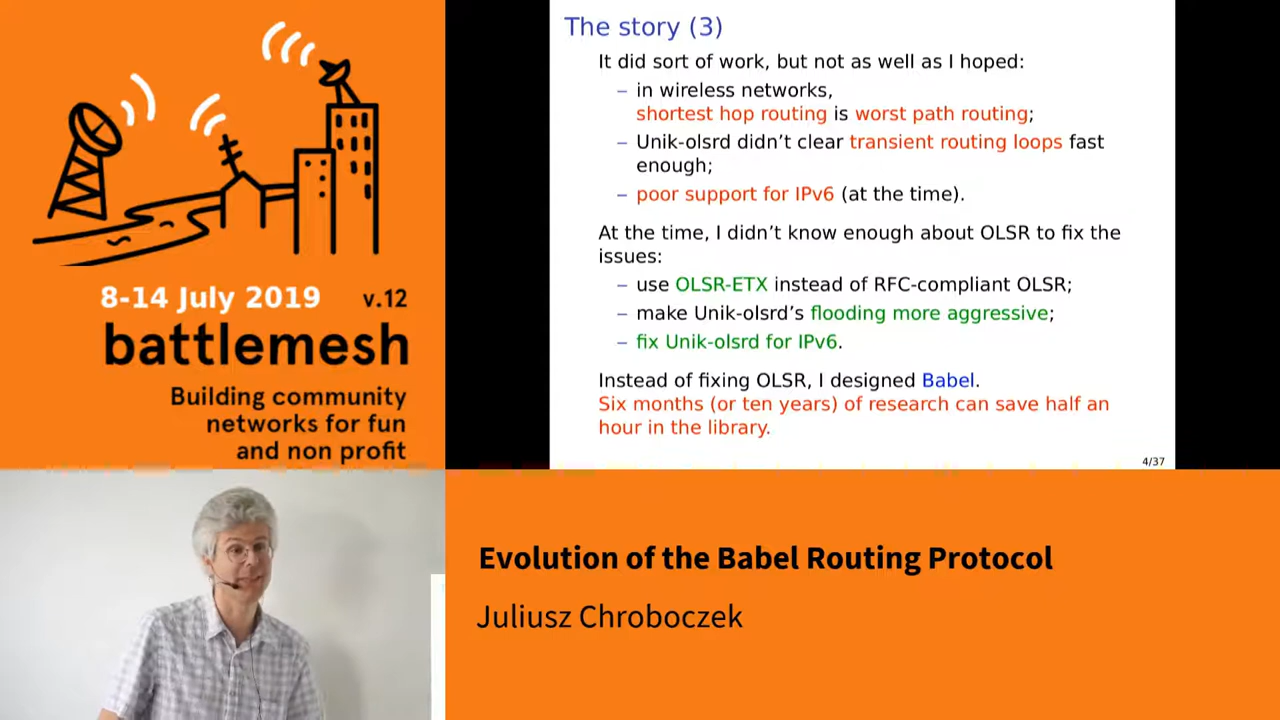 8-14 July 2019 v.12
battlemesh
Building community
networks for fun
and non profit
The story (3)
It did sort of work, but not as well as I hoped:
– in wireless networks,
shortest hop routing is worst path routing;
– Unik-olsrd didn’t clear transient routing loops fast
enough;
– poor support for IPv6 (at the time).
At the time, I didn’t know enough about OLSR to fix the
issues:
– use OLSR-ETX instead of RFC-compliant OLSR;
– make Unik-olsrd’s flooding more aggressive;
– fix Unik-olsrd for IPv6.
Instead of fixing OLSR, I designed Babel.
Six months (or ten years) of research can save half an
hour in the library.
4/37
Evolution of the Babel Routing Protocol
Juliusz Chroboczek